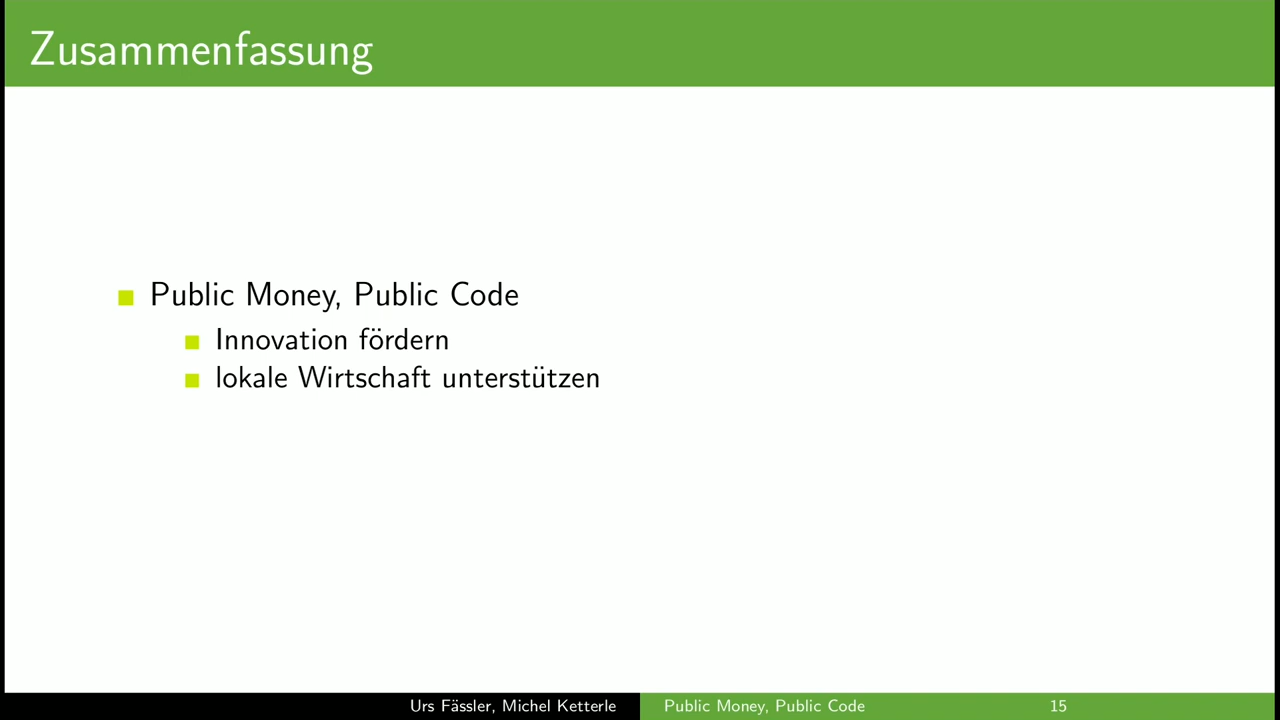 Zusammenfassung
Public Money, Public Code
Innovation fördern
lokale Wirtschaft unterstützen
Urs Fässler, Michel Ketterle
Public Money, Public Code
15